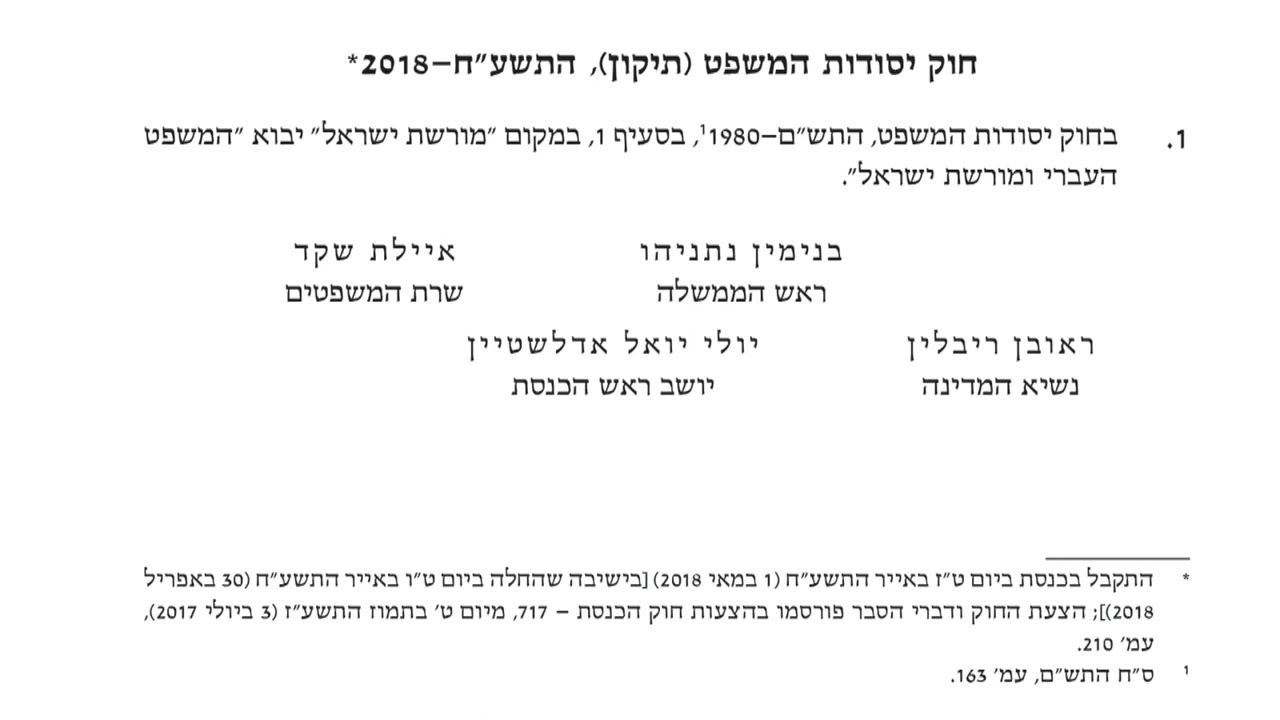 חוק יסודות המשפט (תיקון), התשע"ח–2018*
1. בחוק יסודות המשפט, התש"ם–1980¹, בסעיף 1, במקום "מורשת ישראל" יבוא "המשפט
העברי ומורשת ישראל".
בנימין נתניהו איילת שקד
ראש הממשלה שרת המשפטים
ראובן ריבלין יולי יואל אדלשטיין
נשיא המדינה יושב ראש הכנסת
* התקבל בכנסת ביום ט"ז באייר התשע"ח (1 במאי 2018) [בישיבה שהחלה ביום ט"ו באייר התשע"ח (30 באפריל
2018)]; הצעת החוק ודברי הסבר פורסמו בהצעות חוק הכנסת – 717, מיום ט' בתמוז התשע"ז (3 ביולי 2017),
עמ' 210.
¹ ס"ח התש"ם, עמ' 163.